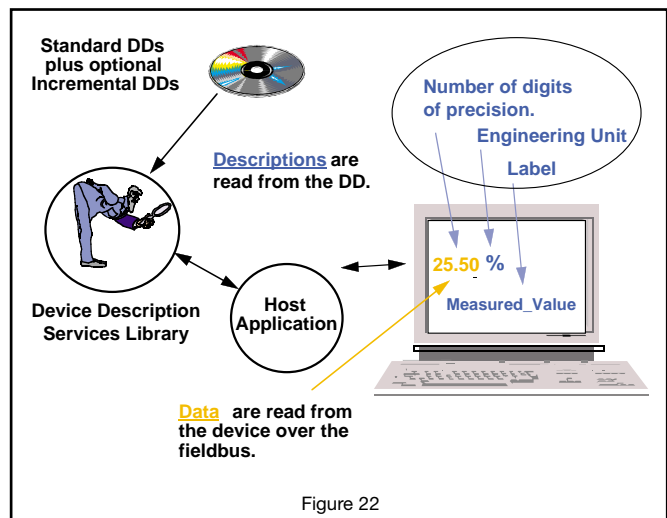 Standard DDs
plus optional
Incremental DDs
Number of digits
of precision.
Engineering Unit
Label
Descriptions are
read from the DD.
25.50 %
Measured_Value
Device Description
Services Library
Host
Application
Data are read from
the device over the
fieldbus.
Figure 22